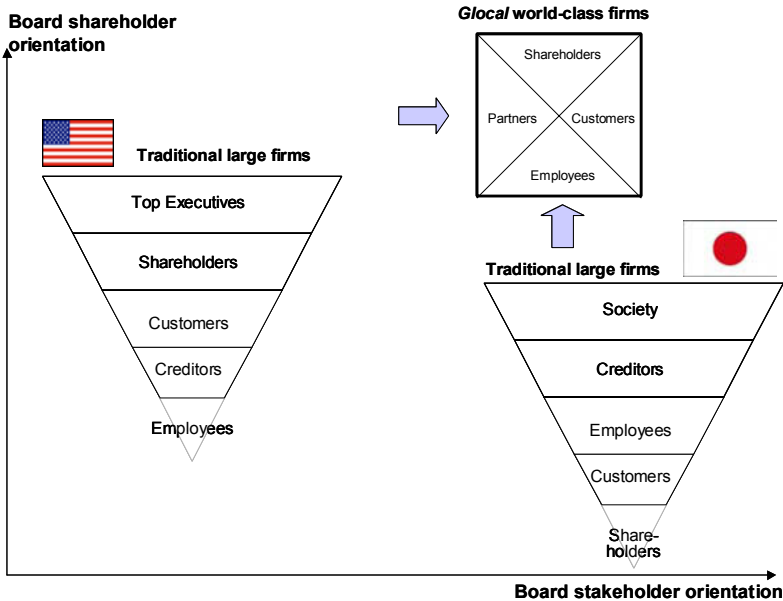 Board shareholder
orientation
Glocal world-class firms
Shareholders
Partners
Customers
Employees
Traditional large firms
Top Executives
Shareholders
Customers
Creditors
Employees
Traditional large firms
Society
Creditors
Employees
Customers
Share-
holders
Board stakeholder orientation